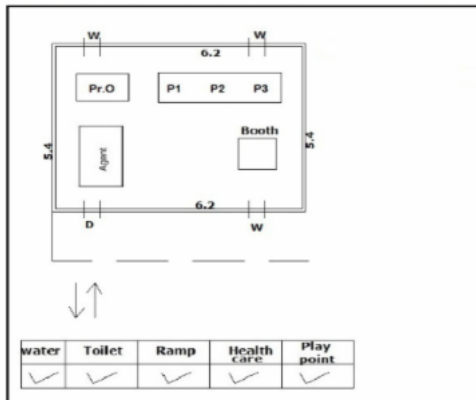 W W
6.2
Pr.O P1 P2 P3
Booth
Agent
5.4 5.4
6.2
D W
water Toilet Ramp Health care Play point